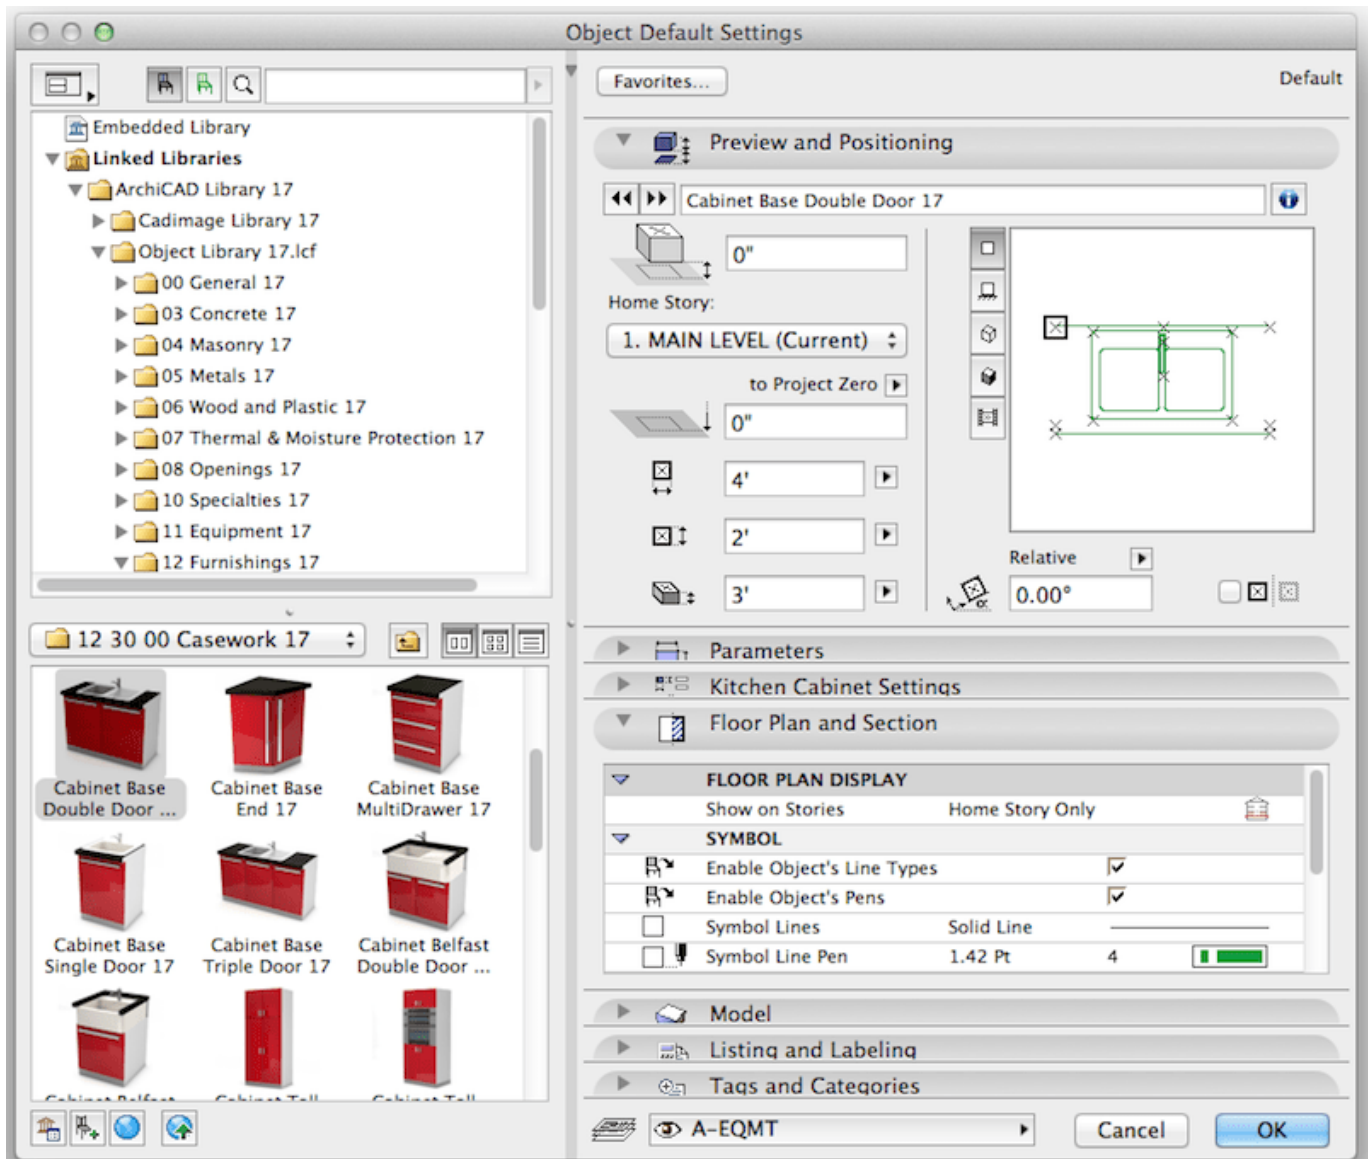 Object Default Settings
Embedded Library
Linked Libraries
ArchiCAD Library 17
Cadimage Library 17
Object Library 17.lcf
00 General 17
03 Concrete 17
04 Masonry 17
05 Metals 17
06 Wood and Plastic 17
07 Thermal & Moisture Protection 17
08 Openings 17
10 Specialties 17
11 Equipment 17
12 Furnishings 17
12 30 00 Casework 17
Cabinet Base
Double Door ...
Cabinet Base
End 17
Cabinet Base
MultiDrawer 17
Cabinet Base
Single Door 17
Cabinet Base
Triple Door 17
Cabinet Belfast
Double Door ...
Cabinet Belfast
Cabinet Tall
Cabinet Tall
Favorites...
Default
Preview and Positioning
Cabinet Base Double Door 17
0"
Home Story:
1. MAIN LEVEL (Current)
to Project Zero
0"
4'
2'
3'
Relative
0.00°
Parameters
Kitchen Cabinet Settings
Floor Plan and Section
FLOOR PLAN DISPLAY
Show on Stories Home Story Only
SYMBOL
Enable Object's Line Types
Enable Object's Pens
Symbol Lines Solid Line
Symbol Line Pen 1.42 Pt 4
Model
Listing and Labeling
Tags and Categories
A-EQMT
Cancel
OK